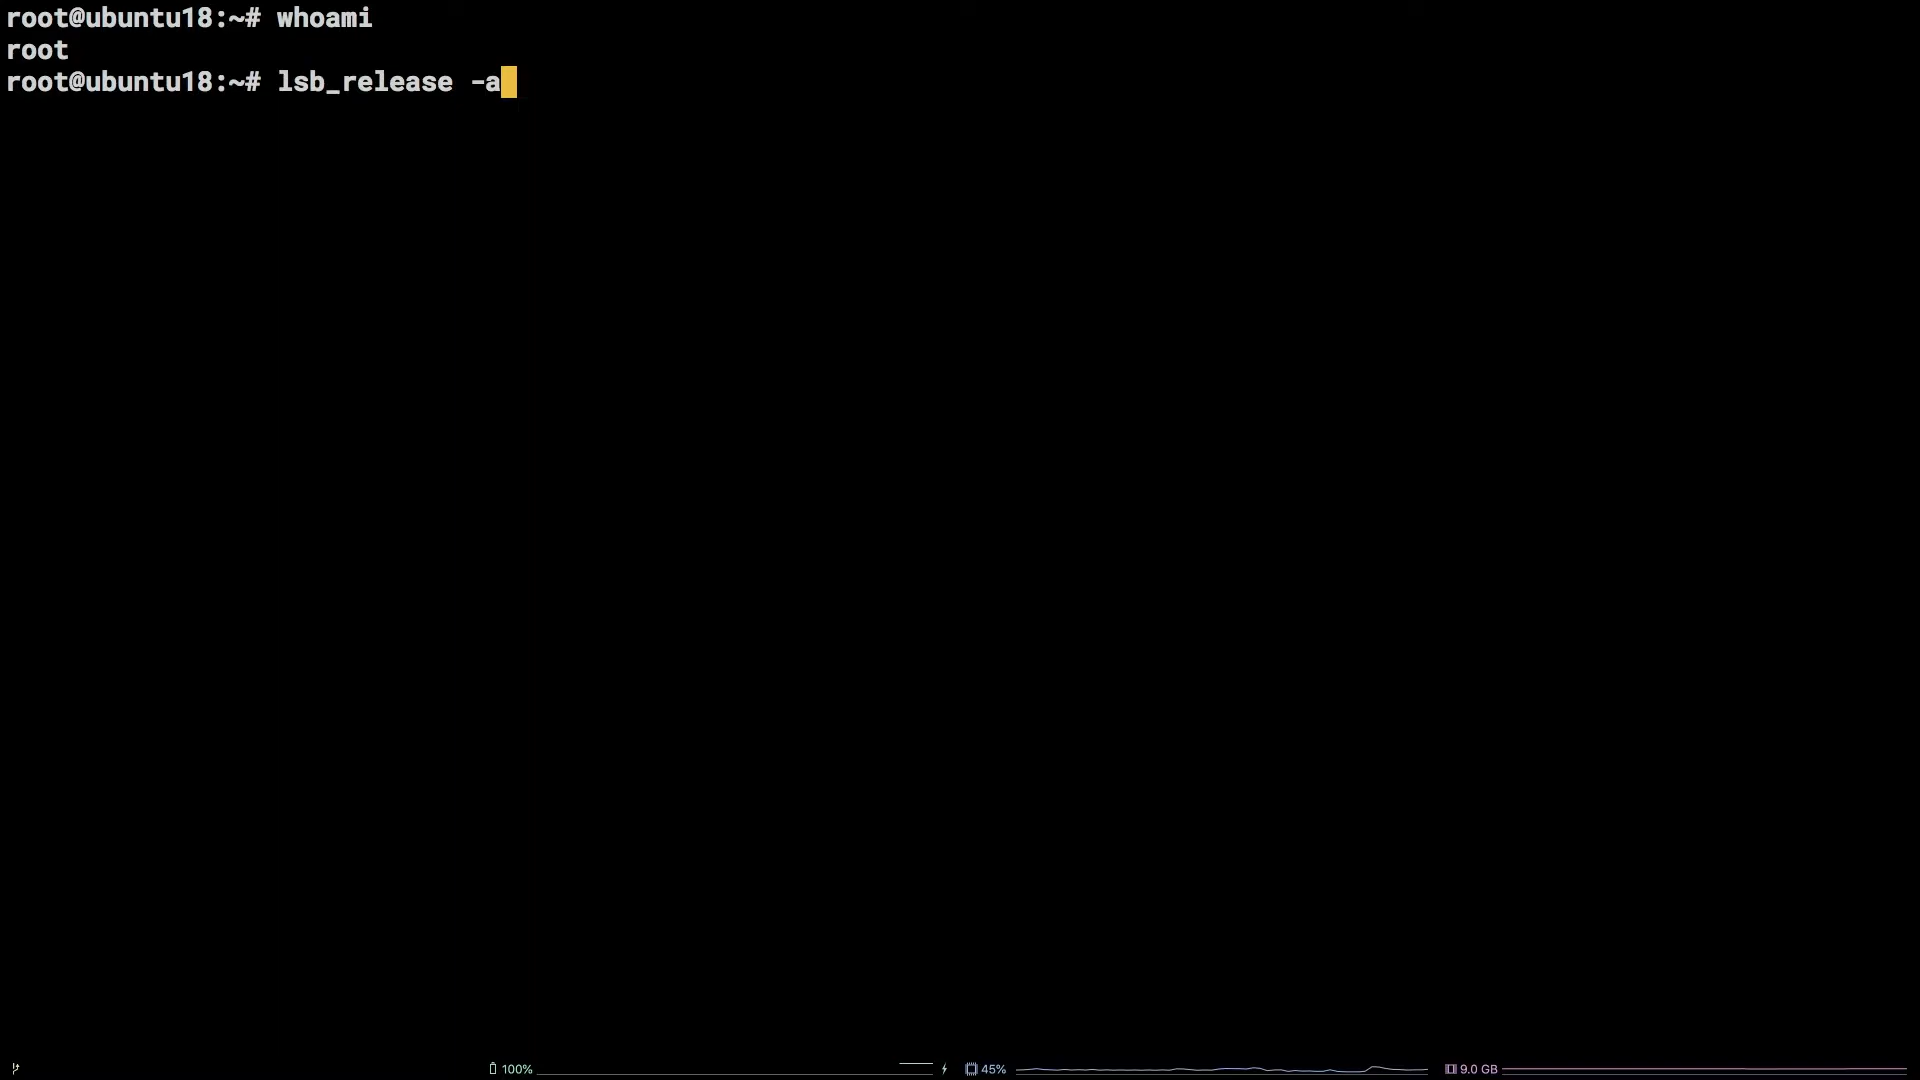 root@ubuntu18:~# whoami
root
root@ubuntu18:~# lsb_release -a
100%
45%
9.0 GB